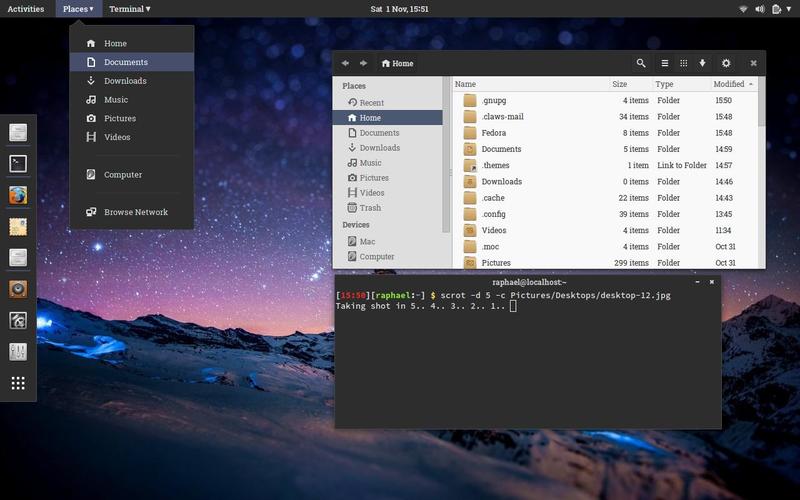 Activities Places ▾ Terminal ▾ Sat 1 Nov, 15:51
Home
Documents
Downloads
Music
Pictures
Videos
Computer
Browse Network
Home
Places
Recent
Home
Documents
Downloads
Music
Pictures
Videos
Trash
Devices
Mac
Computer
Name Size Type Modified
.gnupg 4 items Folder 15:50
.claws-mail 34 items Folder 15:48
Fedora 8 items Folder 15:48
Documents 5 items Folder 14:59
.themes 1 item Link to Folder 14:57
Downloads 0 items Folder 14:46
.cache 22 items Folder 14:43
.config 39 items Folder 13:45
Videos 4 items Folder 11:34
.moc 4 items Folder Oct 31
Pictures 299 items Folder Oct 31
raphael@localhost:~
[15:50][raphael:~] $ scrot -d 5 -c Pictures/Desktops/desktop-12.jpg
Taking shot in 5.. 4.. 3.. 2.. 1..